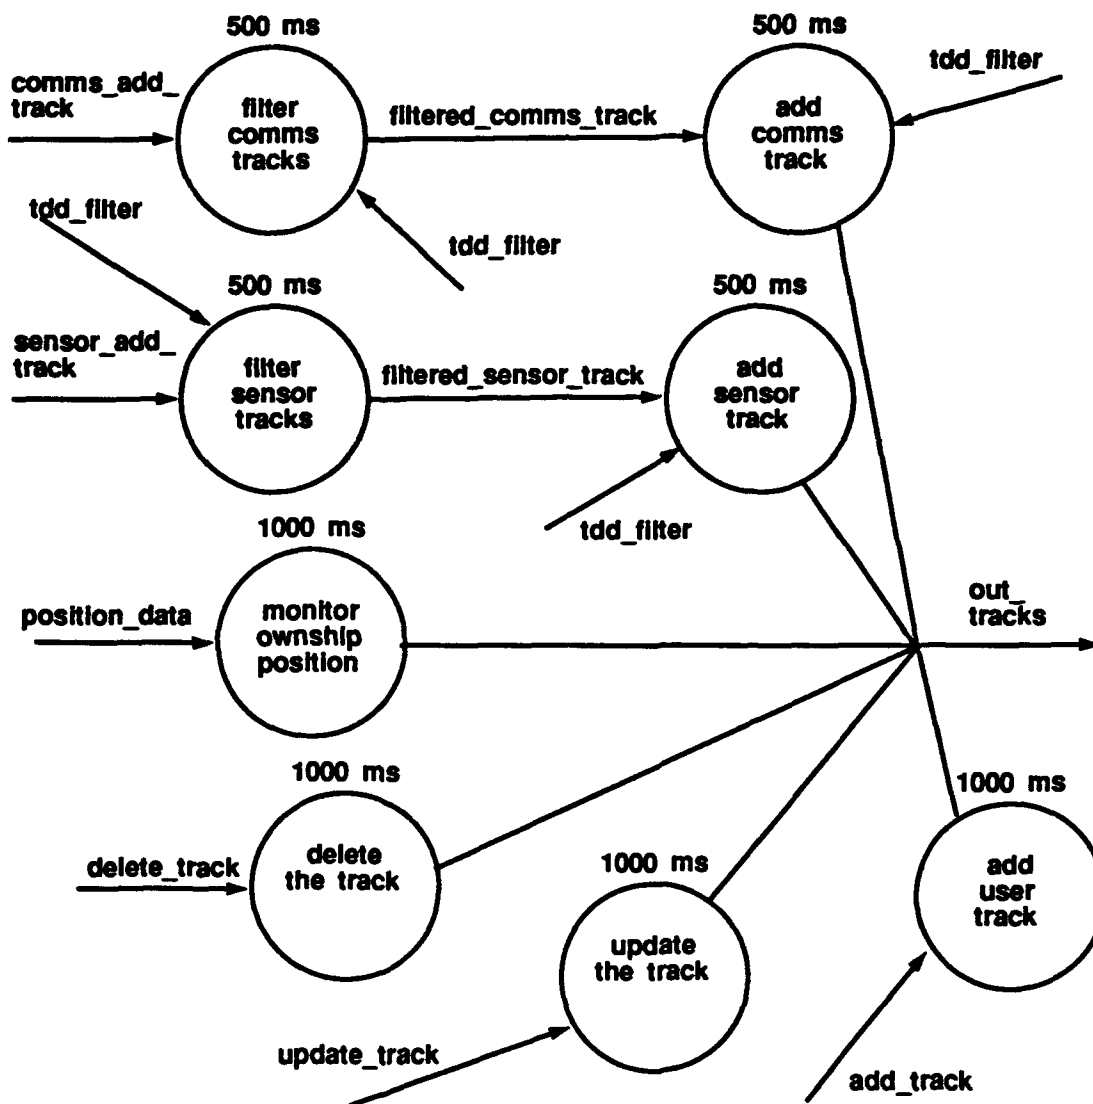 500 ms
500 ms
comms_add_
track
filter
comms
tracks
filtered_comms_track
add
comms
track
tdd_filter
tdd_filter
tdd_filter
500 ms
500 ms
sensor_add_
track
filter
sensor
tracks
filtered_sensor_track
add
sensor
track
tdd_filter
1000 ms
position_data
monitor
ownship
position
out_
tracks
1000 ms
delete_track
delete
the track
1000 ms
update
the track
update_track
1000 ms
add
user
track
add_track